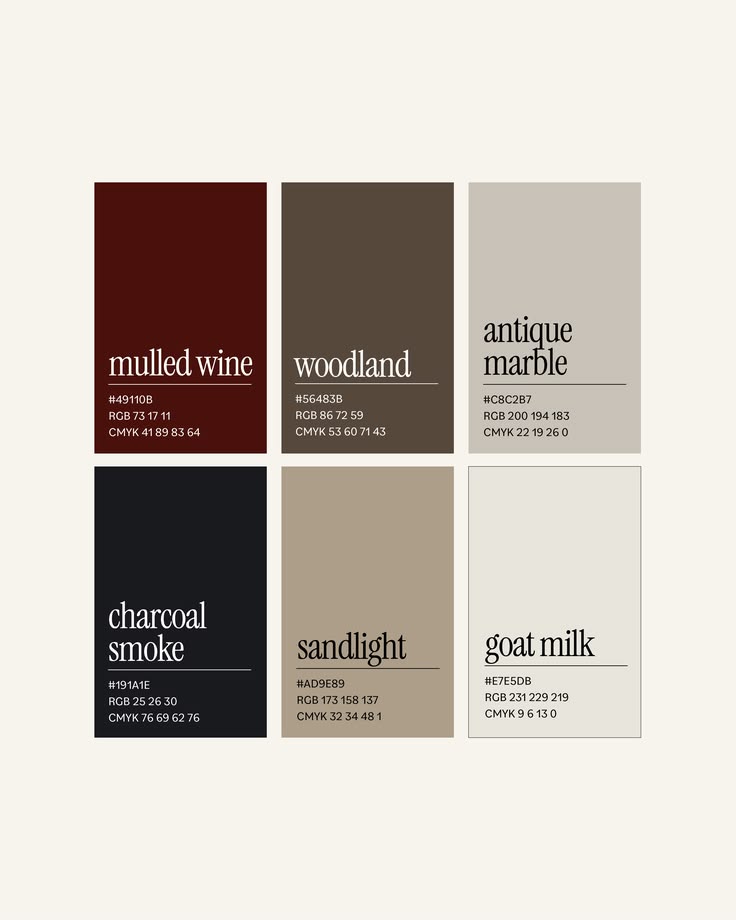 mulled wine
#49110B
RGB 73 17 11
CMYK 41 89 83 64
woodland
#56483B
RGB 86 72 59
CMYK 53 60 71 43
antique
marble
#C8C2B7
RGB 200 194 183
CMYK 22 19 26 0
charcoal
smoke
#191A1E
RGB 25 26 30
CMYK 76 69 62 76
sandlight
#AD9E89
RGB 173 158 137
CMYK 32 34 48 1
goat milk
#E7E5DB
RGB 231 229 219
CMYK 9 6 13 0